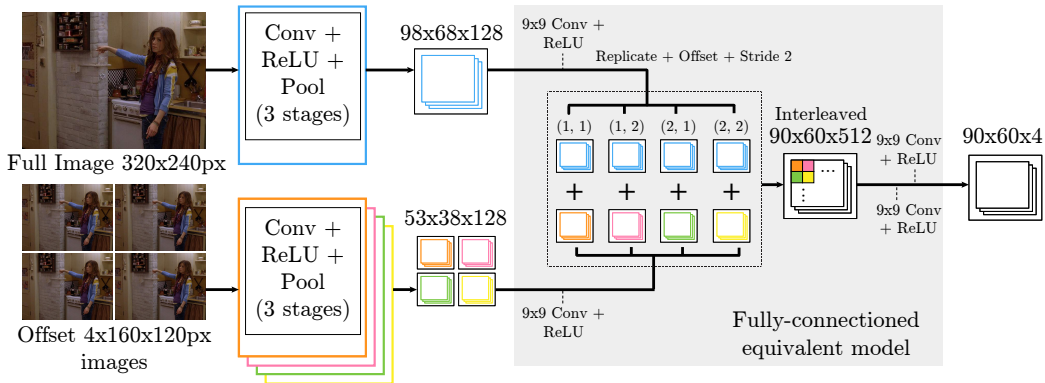 Conv +
ReLU +
Pool
(3 stages)
Full Image 320x240px
98x68x128
9x9 Conv +
ReLU
Replicate + Offset + Stride 2
(1, 1)
(1, 2)
(2, 1)
(2, 2)
+
+
+
+
Interleaved
90x60x512
...
⋮
9x9 Conv
+ ReLU
9x9 Conv
+ ReLU
90x60x4
Conv +
ReLU +
Pool
(3 stages)
Offset 4x160x120px
images
53x38x128
9x9 Conv +
ReLU
Fully-connectioned
equivalent model